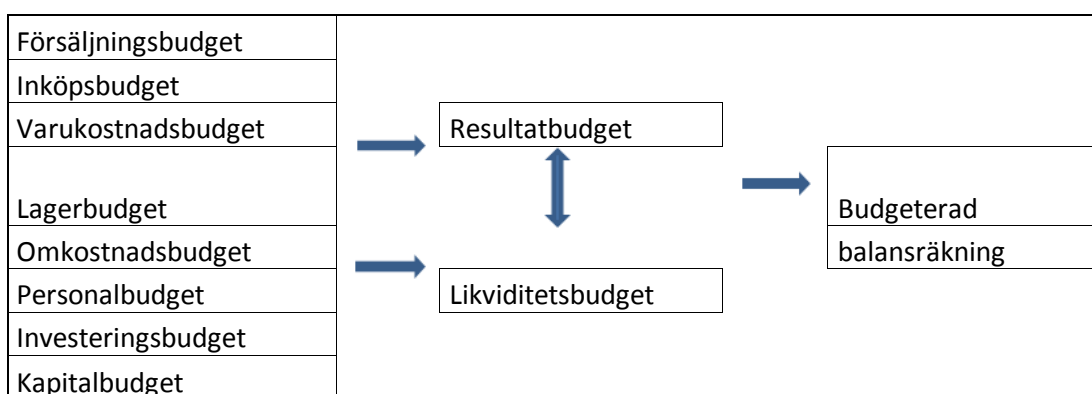 Försäljningsbudget
Inköpsbudget
Varukostnadsbudget
Lagerbudget
Omkostnadsbudget
Personalbudget
Investeringsbudget
Kapitalbudget
Resultatbudget
Likviditetsbudget
Budgeterad
balansräkning